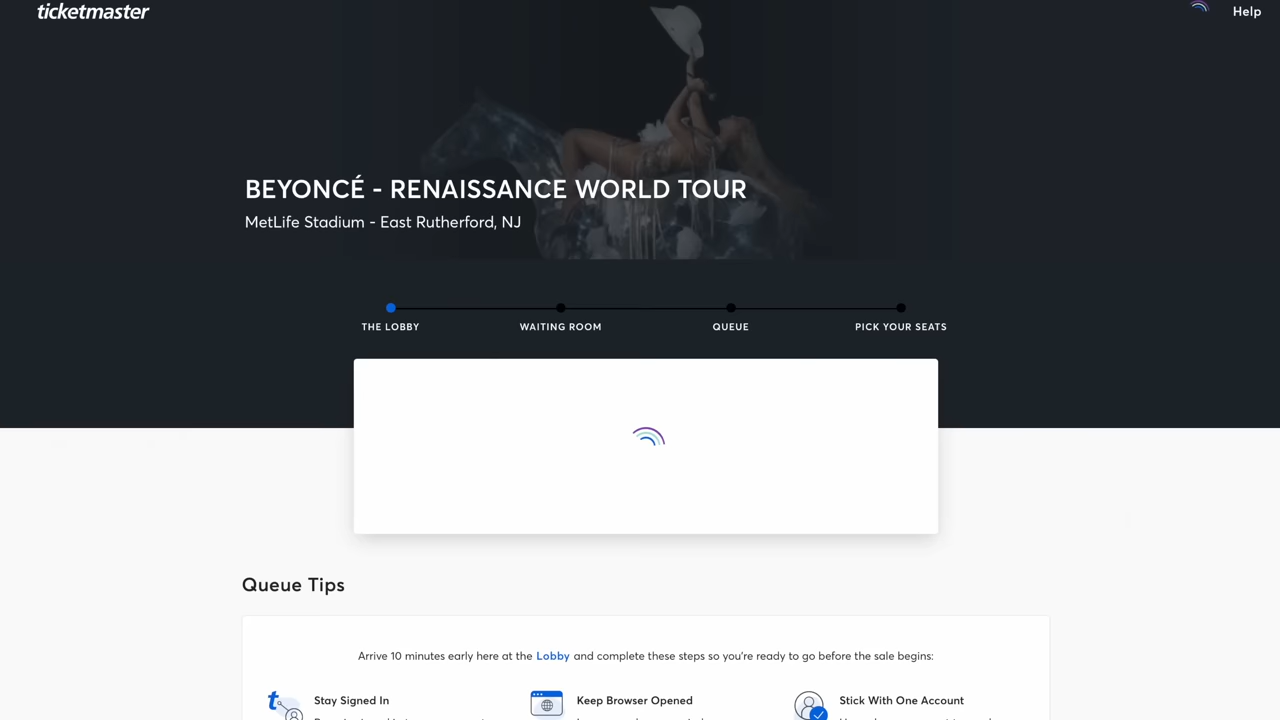 ticketmaster
Help
BEYONCÉ - RENAISSANCE WORLD TOUR
MetLife Stadium - East Rutherford, NJ
THE LOBBY
WAITING ROOM
QUEUE
PICK YOUR SEATS
Queue Tips
Arrive 10 minutes early here at the Lobby and complete these steps so you're ready to go before the sale begins:
Stay Signed In
Keep Browser Opened
Stick With One Account